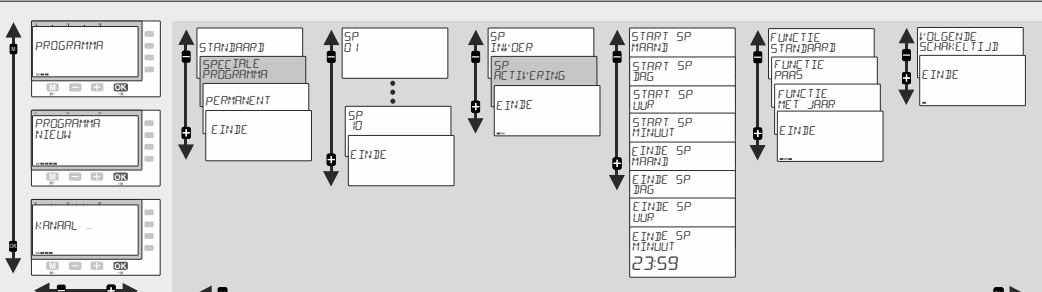 PROGRAMMA
M
OK
PROGRAMMA
NIEUW
M
OK
KANAAL _
M
OK
STANDAARD
SPECIALE
PROGRAMMA
PERMANENT
EINDE
SP
01
SP
10
EINDE
SP
INVOER
SP
ACTIVERING
EINDE
START SP
MAAND
START SP
DAG
START SP
UUR
START SP
MINUUT
EINDE SP
MAAND
EINDE SP
DAG
EINDE SP
UUR
EINDE SP
MINUUT
23:59
FUNCTIE
STANDAARD
FUNCTIE
PAAS
FUNCTIE
MET JAAR
EINDE
VOLGENDE
SCHAKELTIJD
EINDE